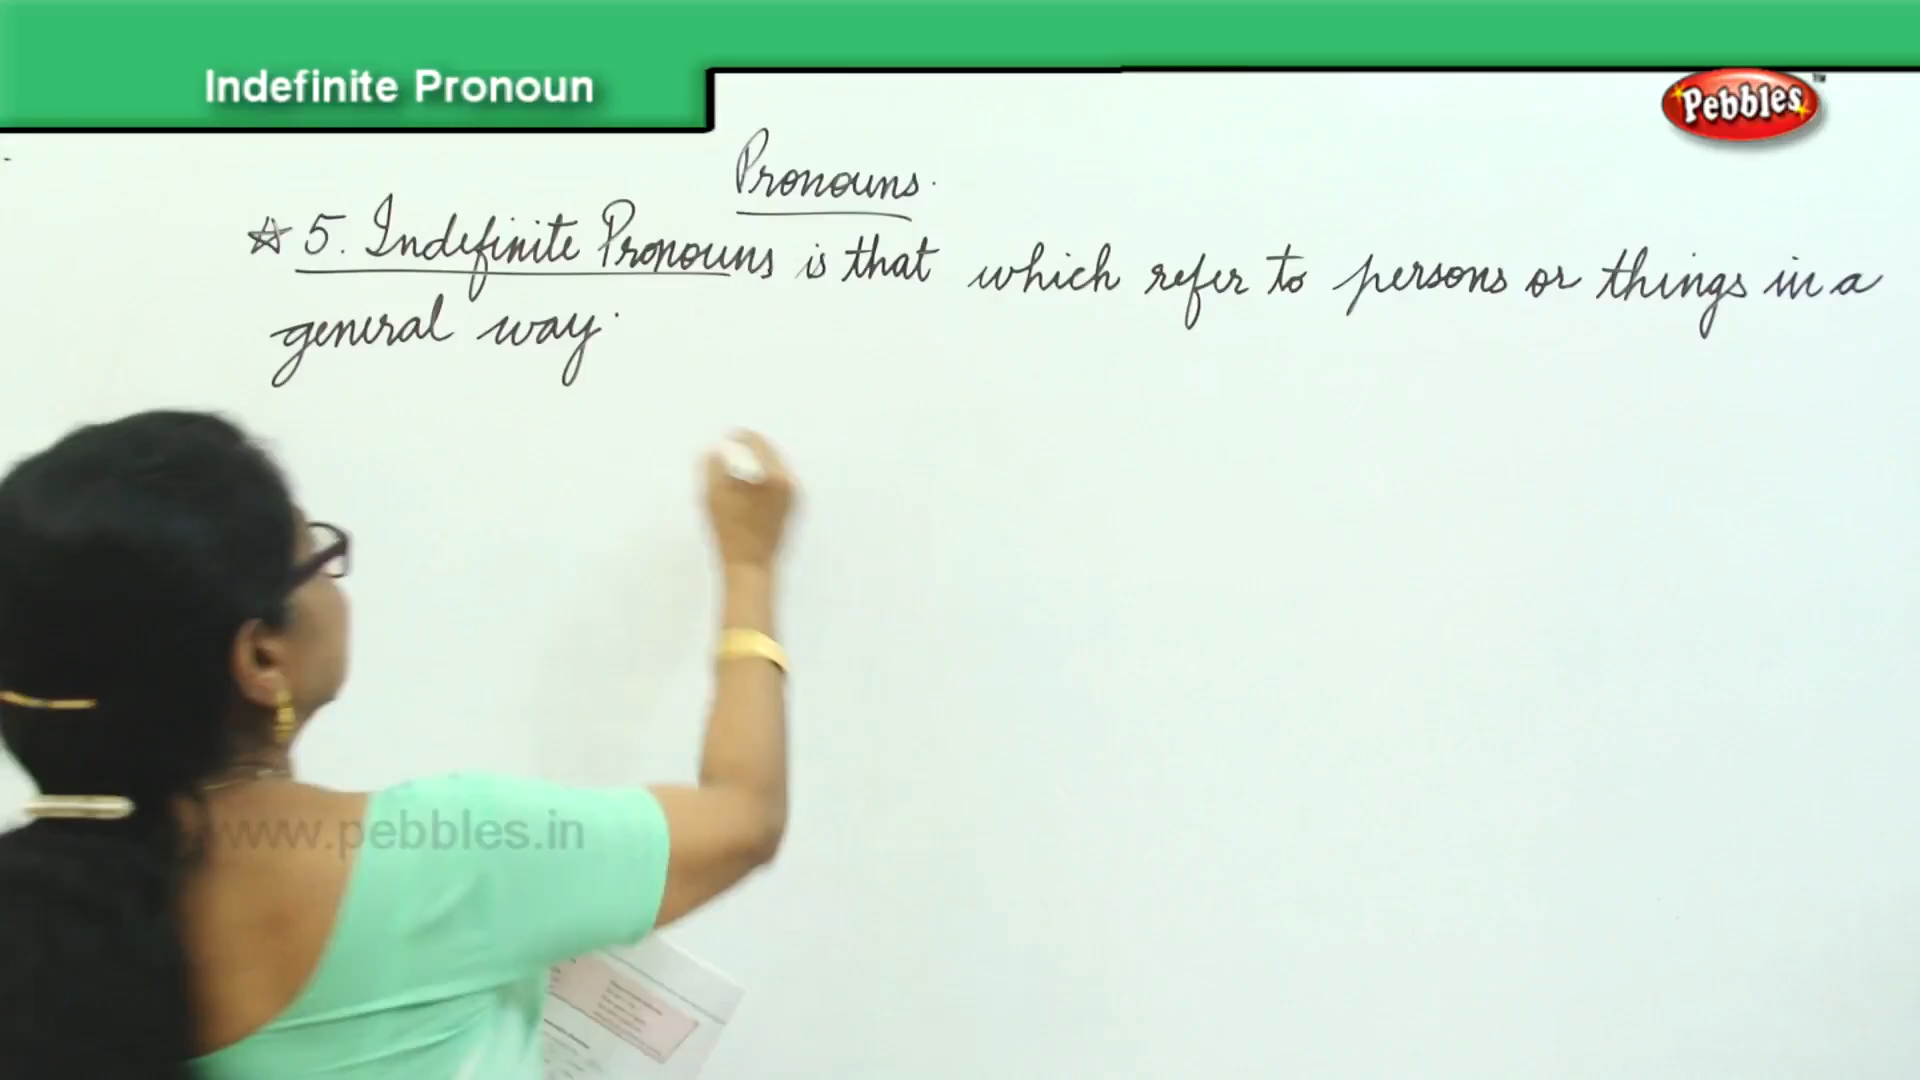 Indefinite Pronoun
Pebbles™
Pronouns.
☆ 5. Indefinite Pronouns is that which refer to persons or things in a
general way.
www.pebbles.in